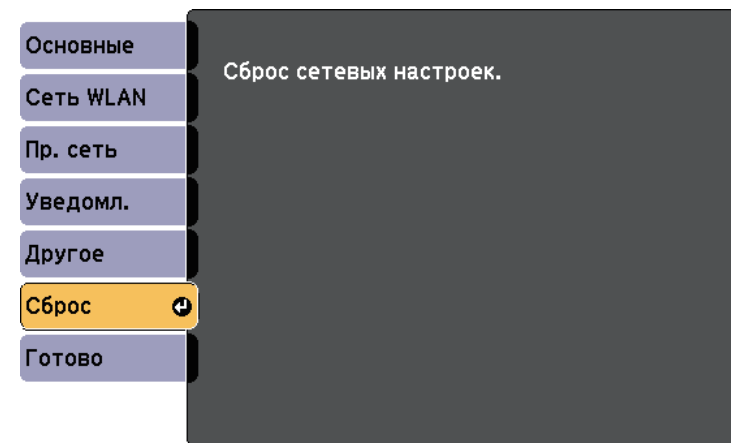 Основные
Сеть WLAN
Пр. сеть
Уведомл.
Другое
Сброс
Готово
Сброс сетевых настроек.